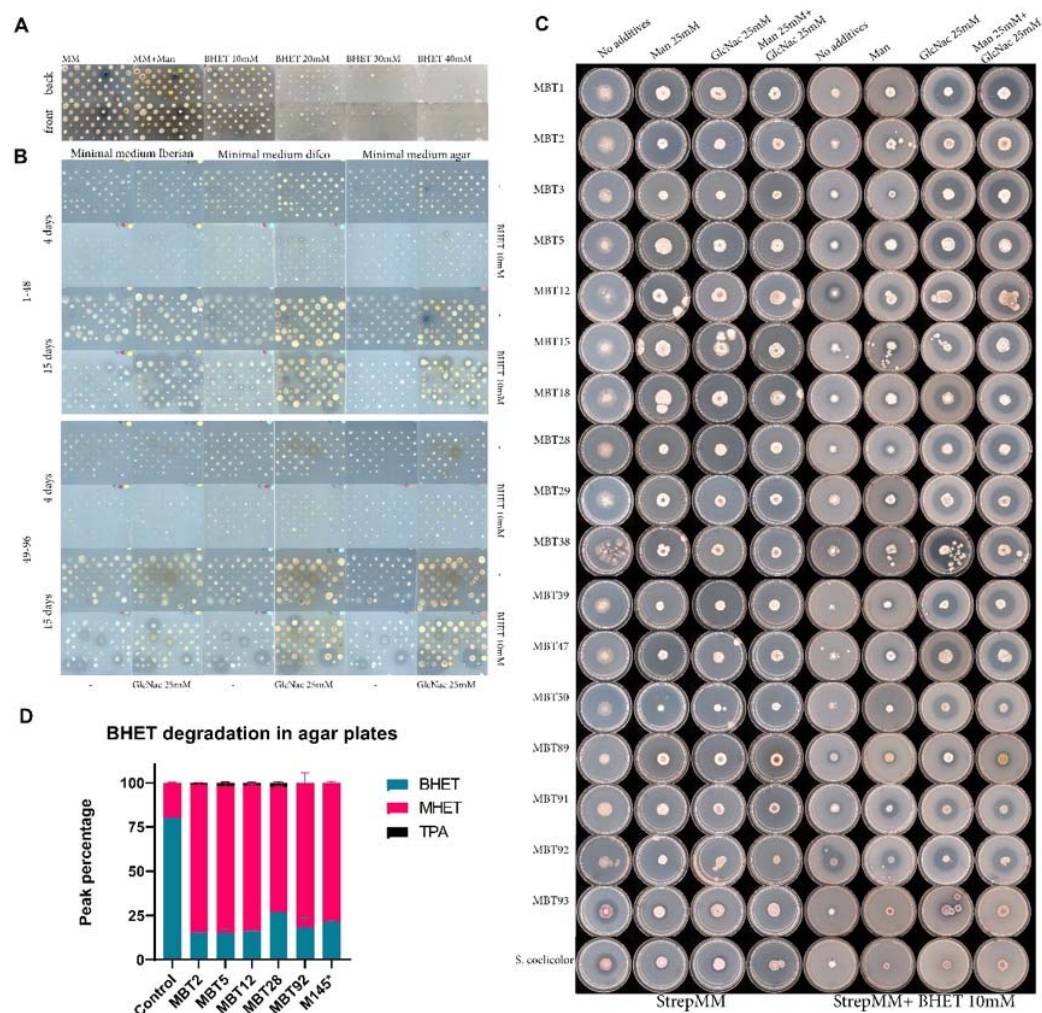 A
MM MM+Man BHET 10mM BHET 20mM BHET 30mM BHET 40mM
back
front
B
Minimal medium Iberian Minimal medium difco Minimal medium agar
1-48
4 days
-
BHET 10mM
15 days
-
BHET 10mM
49-96
4 days
-
BHET 10mM
15 days
-
BHET 10mM
- GlcNac 25mM - GlcNac 25mM - GlcNac 25mM
C
No additives
Man 25mM
GlcNac 25mM
Man 25mM+
GlcNac 25mM
No additives
Man
GlcNac 25mM
Man 25mM+
GlcNac 25mM
MBT1
MBT2
MBT3
MBT5
MBT12
MBT15
MBT18
MBT28
MBT29
MBT38
MBT39
MBT47
MBT50
MBT89
MBT91
MBT92
MBT93
S. coelicolor
StrepMM StrepMM+ BHET 10mM
D
BHET degradation in agar plates
Peak percentage
100
75
50
25
0
Control
MBT2
MBT5
MBT12
MBT28
MBT92
M145*
BHET
MHET
TPA